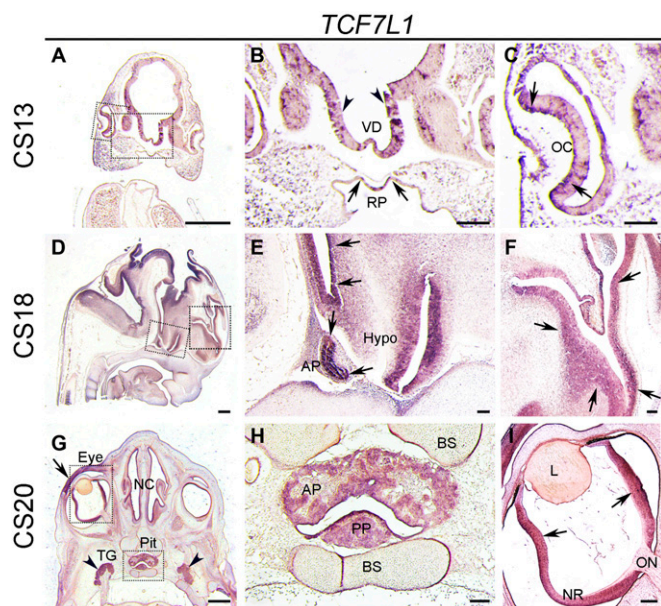 TCF7L1
CS13
A
B
VD
RP
C
OC
CS18
D
E
Hypo
AP
F
CS20
G
Eye
NC
TG
Pit
H
BS
AP
PP
BS
I
L
ON
NR